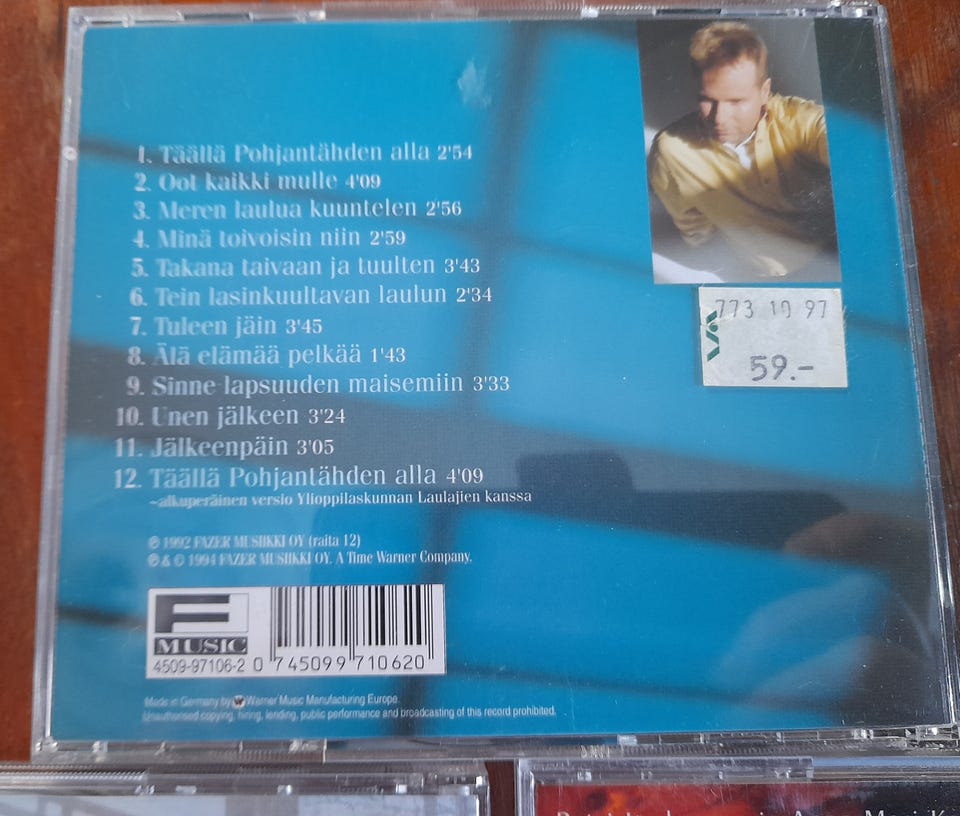 1. Täällä Pohjantähden alla 2'54
2. Oot kaikki mulle 4'09
3. Meren laulua kuuntelen 2'56
4. Minä toivoisin niin 2'59
5. Takana taivaan ja tuulten 3'43
6. Tein lasinkuultavan laulun 2'34
7. Tuleen jäin 3'45
8. Älä elämää pelkää 1'43
9. Sinne lapsuuden maisemiin 3'33
10. Unen jälkeen 3'24
11. Jälkeenpäin 3'05
12. Täällä Pohjantähden alla 4'09
~alkuperäinen versio Ylioppilaskunnan Laulajien kanssa
773 10 97
59.-
℗ 1992 FAZER MUSIIKKI OY (raita 12)
℗ & © 1994 FAZER MUSIIKKI OY. A Time Warner Company.
F
MUSIC
4509-97106-2 0 745099 710620
Made in Germany by Warner Music Manufacturing Europe.
Unauthorised copying, hiring, lending, public performance and broadcasting of this record prohibited.